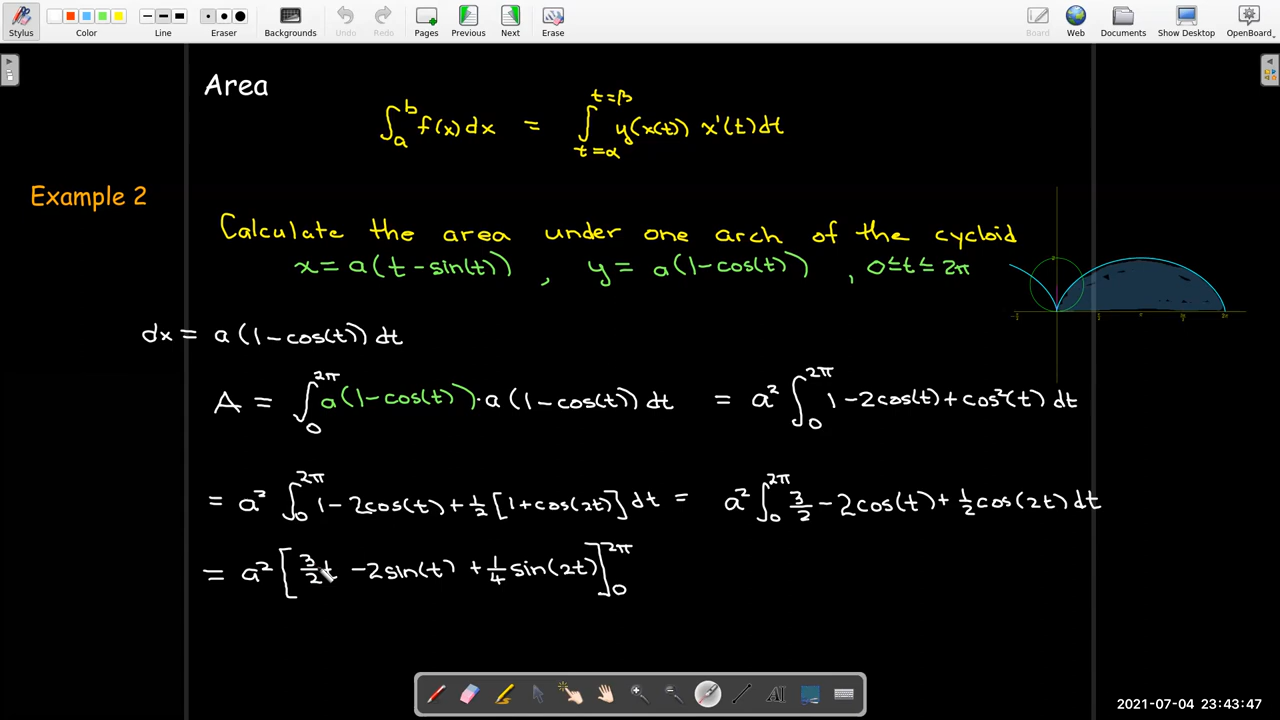 Stylus Color Line Eraser Backgrounds Undo Redo Pages Previous Next Erase Board Web Documents Show Desktop OpenBoard
Area
∫_a^b f(x)dx = ∫_{t=α}^{t=β} y(x(t)) x'(t)dt
Example 2
Calculate the area under one arch of the cycloid
x = a(t - sin(t)) , y = a(1-cos(t)) , 0≤t≤2π
dx = a(1-cos(t)) dt
A = ∫_0^{2π} a(1-cos(t))·a(1-cos(t)) dt = a² ∫_0^{2π} 1-2cos(t)+cos²(t) dt
= a² ∫_0^{2π} 1-2cos(t)+½[1+cos(2t)]dt = a² ∫_0^{2π} 3/2 -2cos(t)+½cos(2t)dt
= a² [3/2 t -2sin(t) +¼sin(2t)]_0^{2π}
2021-07-04 23:43:47